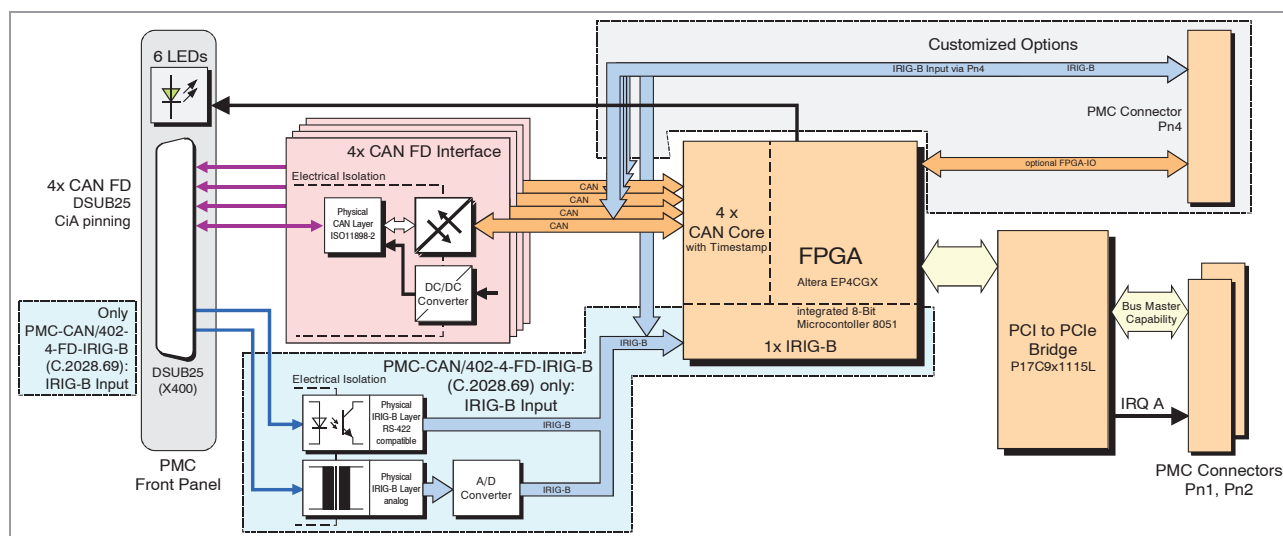 6 LEDs
4x CAN FD
DSUB25
CiA pinning
Only
PMC-CAN/402-
4-FD-IRIG-B
(C.2028.69):
IRIG-B Input
DSUB25
(X400)
PMC
Front Panel
4x CAN FD Interface
Electrical Isolation
Physical
CAN Layer
ISO11898-2
DC/DC
Converter
CAN
CAN
CAN
CAN
Customized Options
IRIG-B Input via Pn4
IRIG-B
PMC Connector
Pn4
optional FPGA-IO
4 x
CAN Core
with Timestamp
FPGA
Altera EP4CGX
integrated 8-Bit
Microcontoller 8051
1x IRIG-B
IRIG-B
PMC-CAN/402-4-FD-IRIG-B
(C.2028.69) only:
IRIG-B Input
Electrical Isolation
Physical
IRIG-B Layer
RS-422
compatible
IRIG-B
Physical
IRIG-B Layer
analog
A/D
Converter
IRIG-B
PCI to PCIe
Bridge
P17C9x1115L
Bus Master
Capability
IRQ A
PMC Connectors
Pn1, Pn2